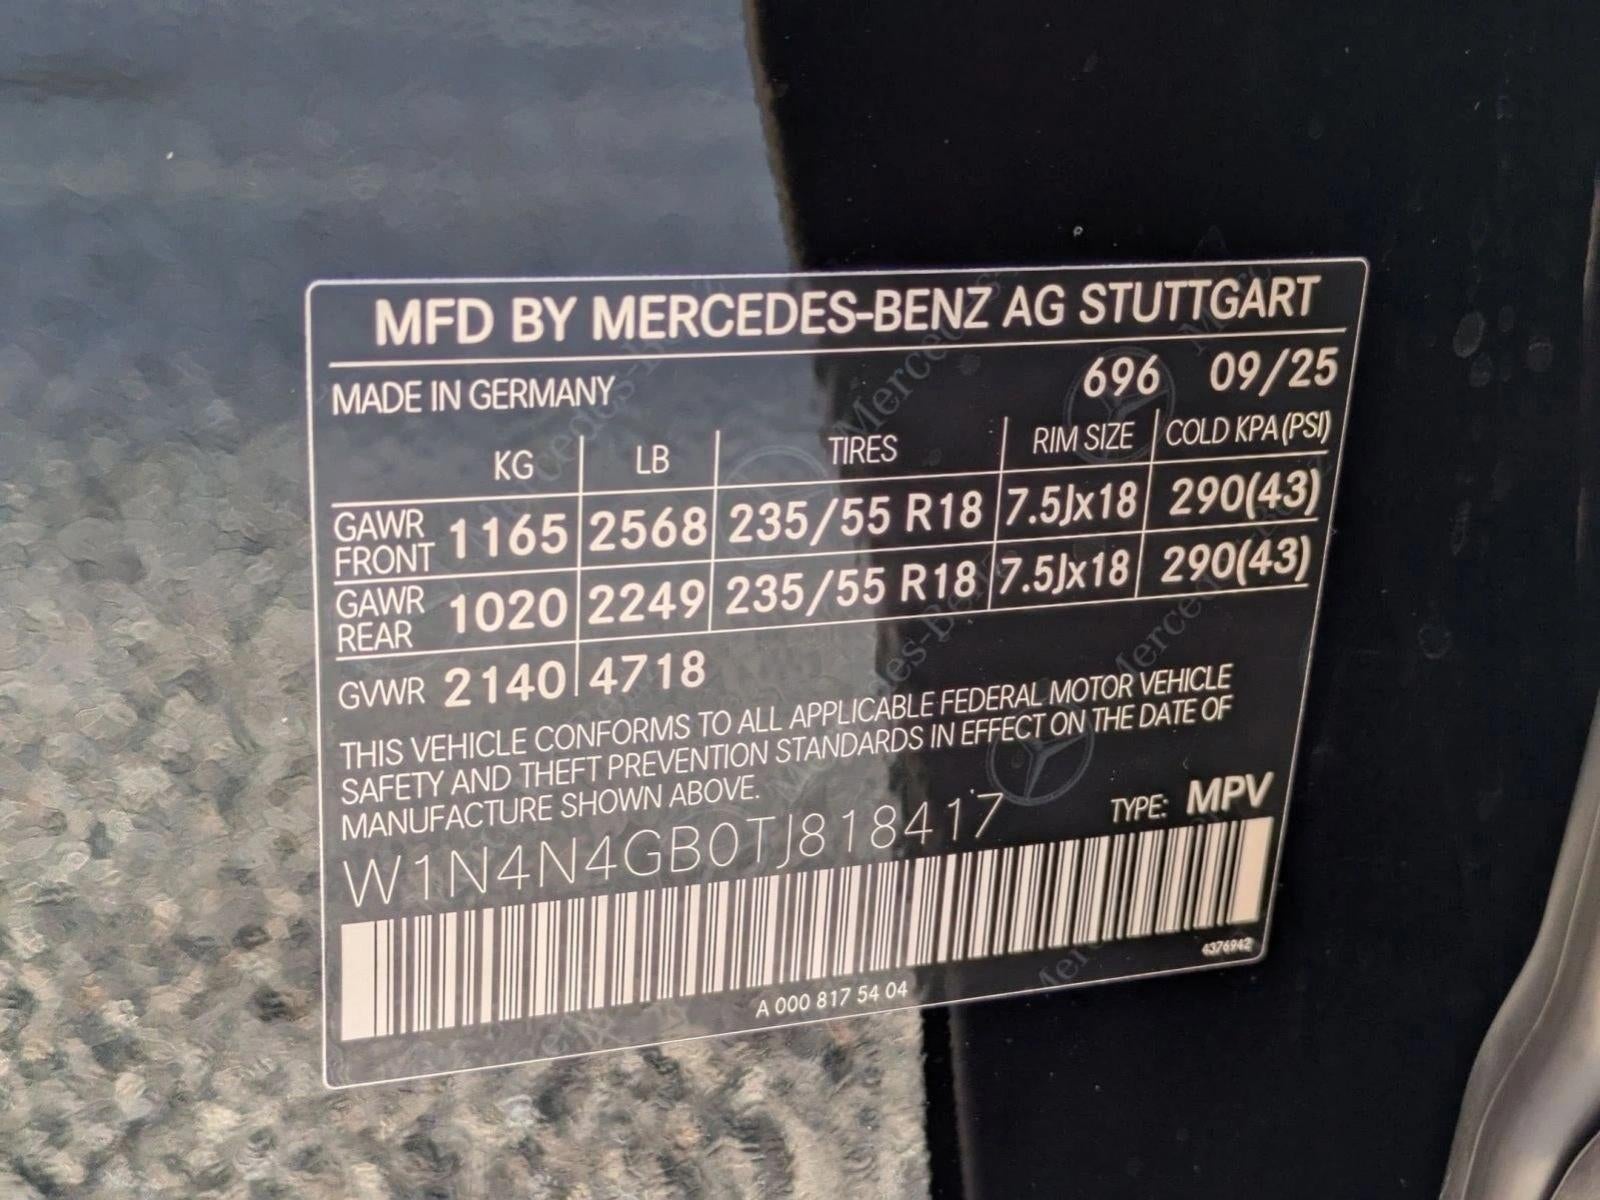 MFD BY MERCEDES-BENZ AG STUTTGART
MADE IN GERMANY 696 09/25
KG LB TIRES RIM SIZE COLD KPA(PSI)
GAWR FRONT 1165 2568 235/55 R18 7.5Jx18 290(43)
GAWR REAR 1020 2249 235/55 R18 7.5Jx18 290(43)
GVWR 2140 4718
THIS VEHICLE CONFORMS TO ALL APPLICABLE FEDERAL MOTOR VEHICLE
SAFETY AND THEFT PREVENTION STANDARDS IN EFFECT ON THE DATE OF
MANUFACTURE SHOWN ABOVE.
W1N4N4GB0TJ818417 TYPE: MPV
4376942
A 000 817 54 04